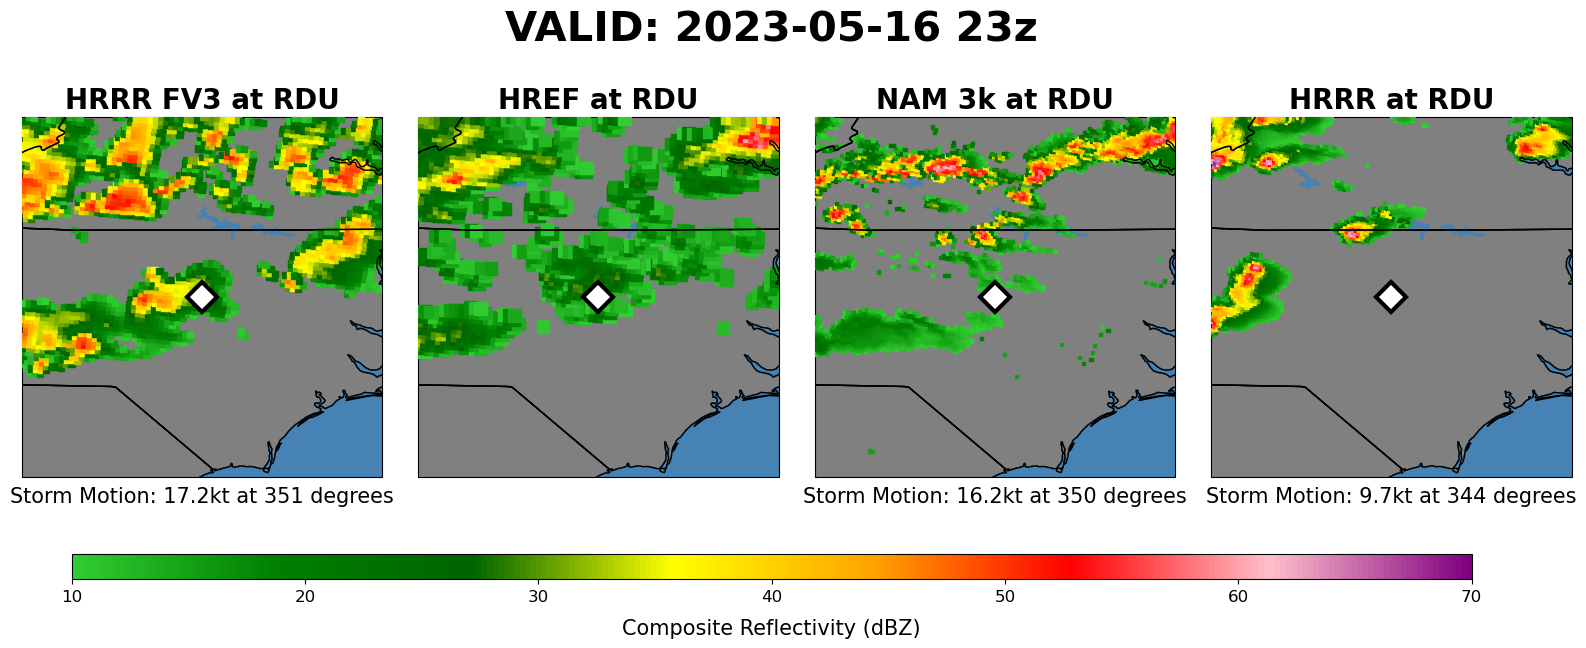 VALID: 2023-05-16 23z
HRRR FV3 at RDU
HREF at RDU
NAM 3k at RDU
HRRR at RDU
Storm Motion: 17.2kt at 351 degrees
Storm Motion: 16.2kt at 350 degrees
Storm Motion: 9.7kt at 344 degrees
10 20 30 40 50 60 70
Composite Reflectivity (dBZ)